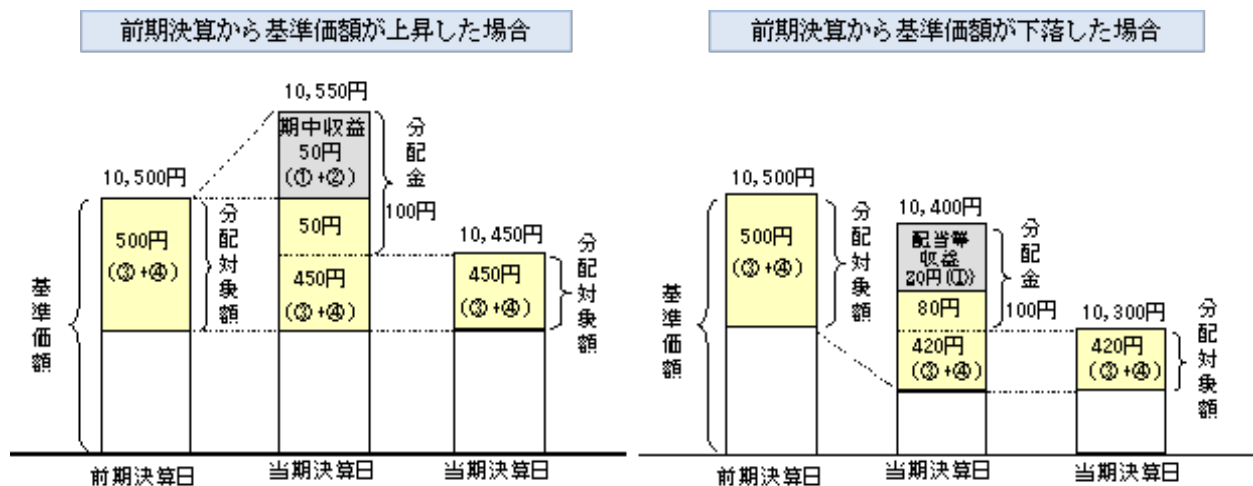 前期決算から基準価額が上昇した場合
10,550円
期中収益
50円
(①+②)
分配金
100円
10,500円
500円
(③+④)
分配対象額
50円
450円
(③+④)
10,450円
450円
(③+④)
分配対象額
基準価額
前期決算日
当期決算日
当期決算日
前期決算から基準価額が下落した場合
10,500円
500円
(③+④)
分配対象額
10,400円
配当等
収益
20円(①)
分配金
100円
80円
420円
(③+④)
10,300円
420円
(③+④)
分配対象額
基準価額
前期決算日
当期決算日
当期決算日